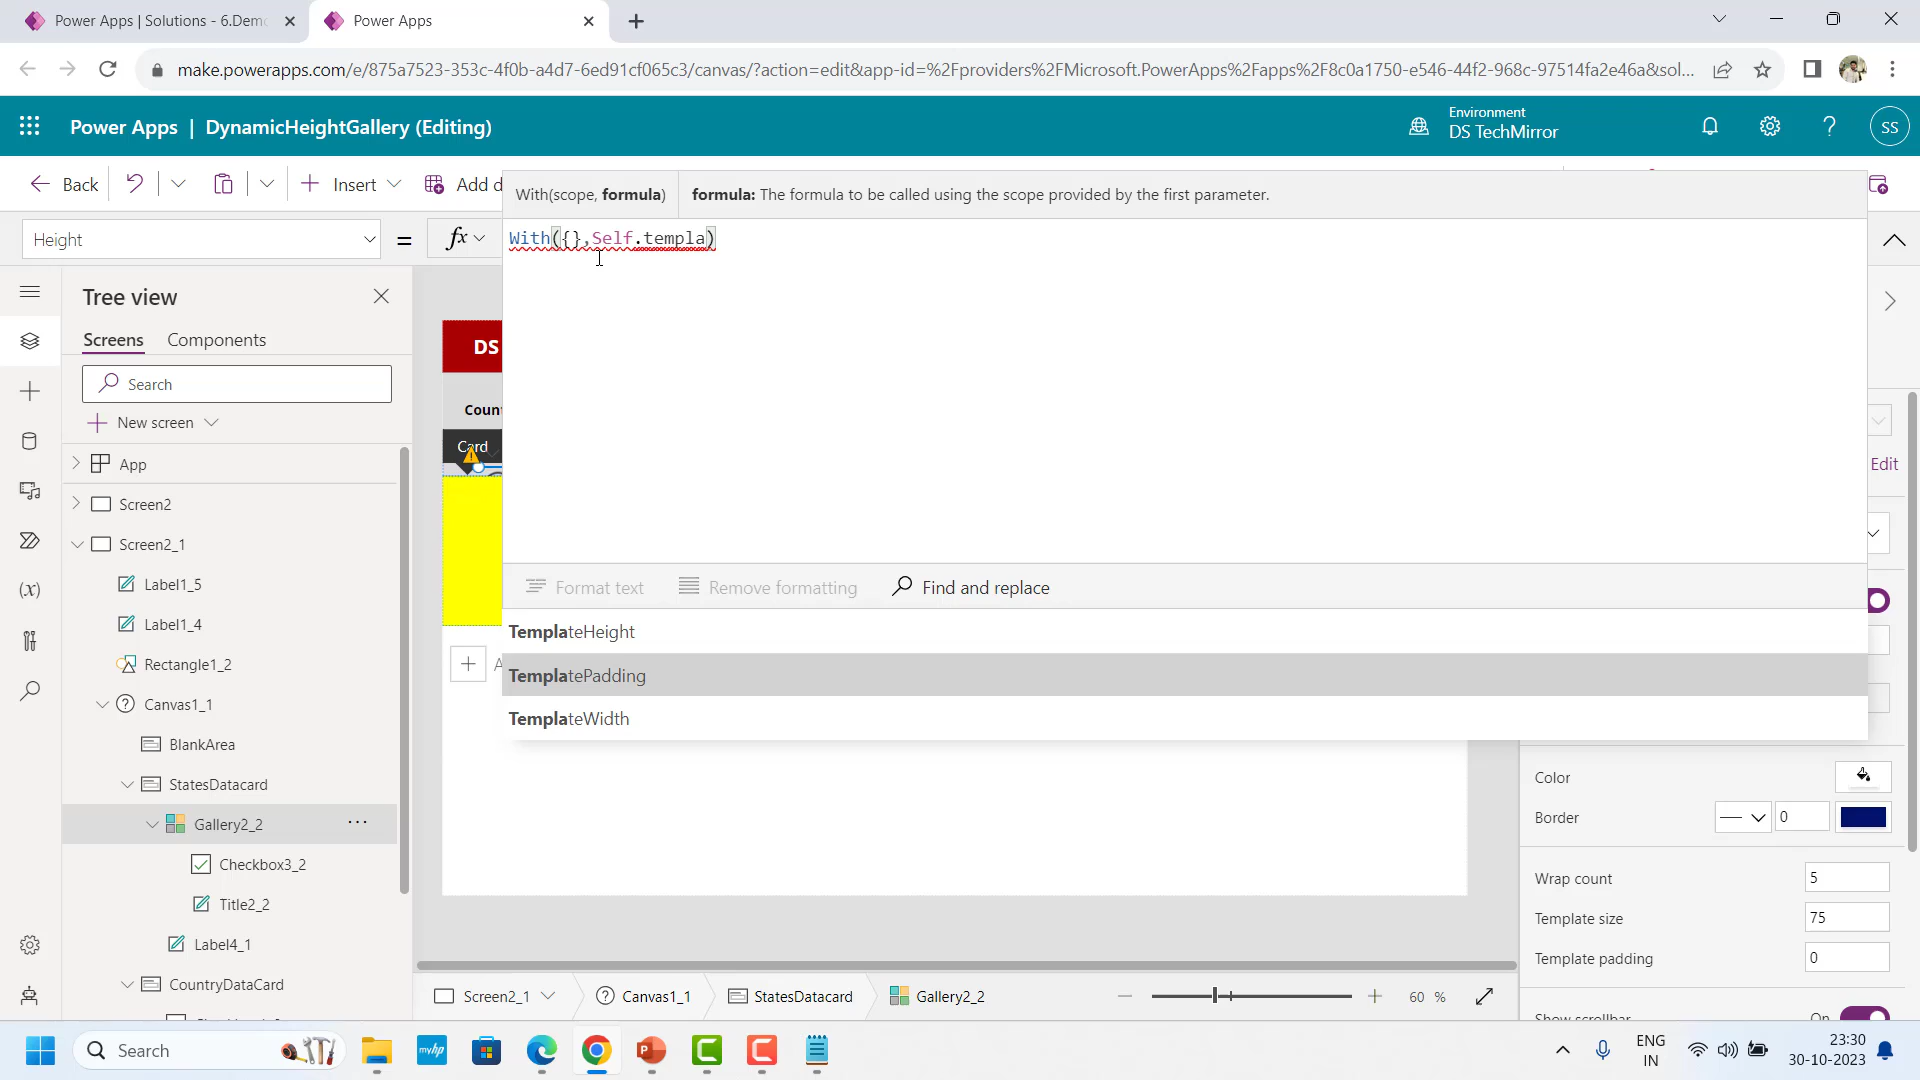 Power Apps | Solutions - 6.Demo
Power Apps
make.powerapps.com/e/875a7523-353c-4f0b-a4d7-6ed91cf065c3/canvas/?action=edit&app-id=%2Fproviders%2FMicrosoft.PowerApps%2Fapps%2F8c0a1750-e546-44f2-968c-97514fa2e46a&sol...
Power Apps | DynamicHeightGallery (Editing)
Environment
DS TechMirror
SS
Back
Insert
Add d
With(scope, formula)
formula: The formula to be called using the scope provided by the first parameter.
Height
=
fx
With({},Self.templa)
Tree view
Screens
Components
Search
New screen
App
Screen2
Screen2_1
Label1_5
Label1_4
Rectangle1_2
Canvas1_1
BlankArea
StatesDatacard
Gallery2_2
Checkbox3_2
Title2_2
Label4_1
CountryDataCard
DS
Coun
Card
Format text
Remove formatting
Find and replace
TemplateHeight
TemplatePadding
TemplateWidth
Edit
Color
Border
0
Wrap count
5
Template size
75
Template padding
0
Show scrollbar
On
Screen2_1
Canvas1_1
StatesDatacard
Gallery2_2
60 %
Search
myhp
ENG
IN
23:30
30-10-2023